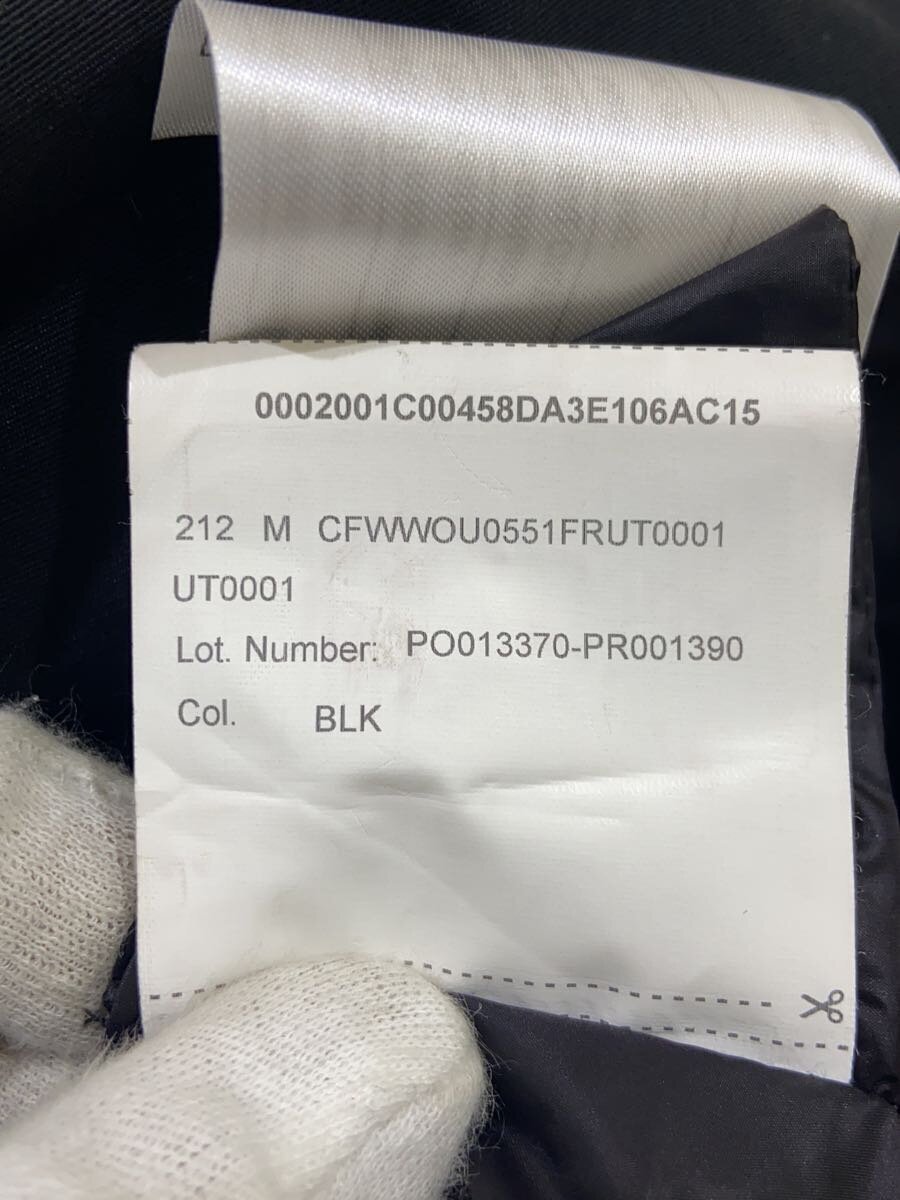 0002001C00458DA3E106AC15
212 M CFWWOU0551FRUT0001
UT0001
Lot. Number: PO013370-PR001390
Col. BLK